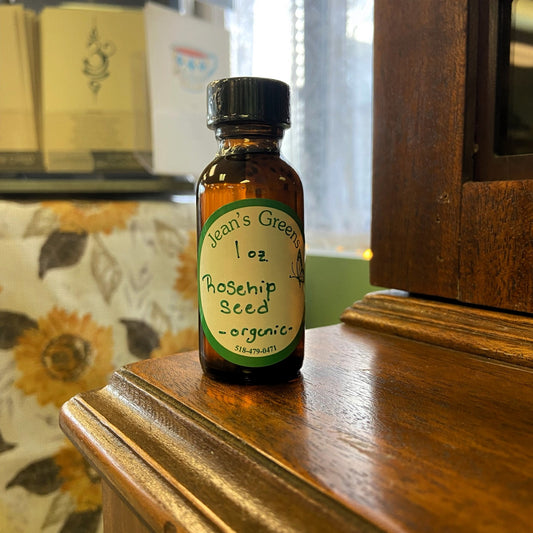 Jean's Greens
1 oz
Rosehip
seed
-organic-
518-479-0471